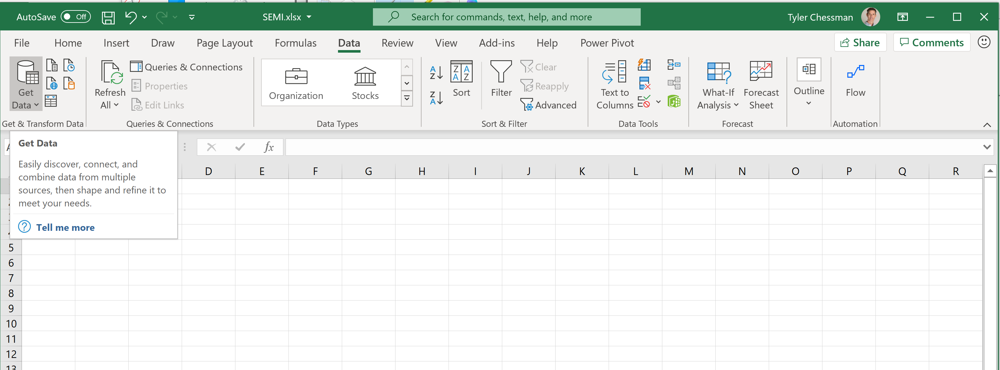 AutoSave Off SEMI.xlsx Search for commands, text, help, and more Tyler Chessman
File Home Insert Draw Page Layout Formulas Data Review View Add-ins Help Power Pivot Share Comments
Get Data
Refresh All
Queries & Connections
Properties
Edit Links
Organization
Stocks
Sort
Filter
Clear
Reapply
Advanced
Text to Columns
What-If Analysis
Forecast Sheet
Outline
Flow
Get & Transform Data Queries & Connections Data Types Sort & Filter Data Tools Forecast Automation
Get Data
Easily discover, connect, and
combine data from multiple
sources, then shape and refine it to
meet your needs.
Tell me more
fx
D E F G H I J K L M N O P Q R
5
6
7
8
9
10
11
12
13